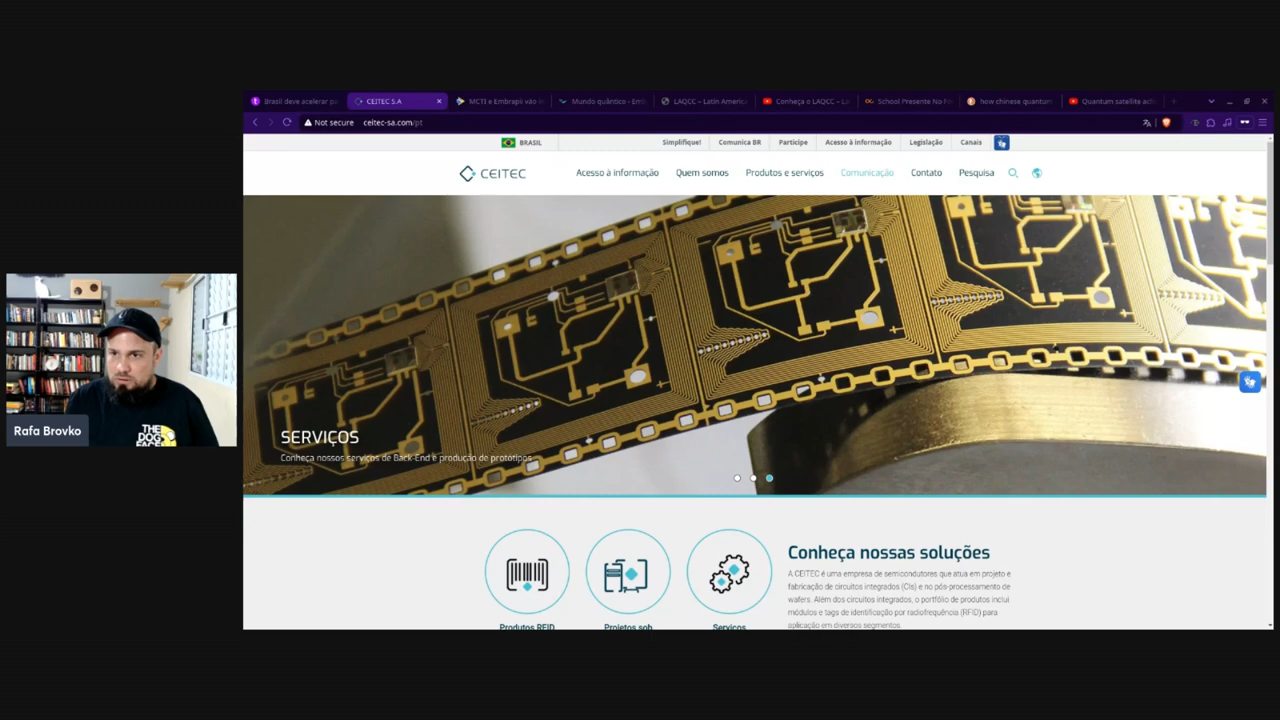 Brasil deve acelerar pa
CEITEC S.A
MCTI e Embrapii vão in
Mundo quântico - Em
LAQCC – Latin America
Conheça o LAQCC – La
School Presente No Fi
how chinese quantum
Quantum satellite achi
Not secure
ceitec-sa.com/pt
BRASIL
Simplifique!
Comunica BR
Participe
Acesso à informação
Legislação
Canais
CEITEC
Acesso à informação
Quem somos
Produtos e serviços
Comunicação
Contato
Pesquisa
SERVIÇOS
Conheça nossos serviços de Back-End e produção de protótipos
Rafa Brovko
THE
DOG
Produtos RFID
Projetos sob
Serviços
Conheça nossas soluções
A CEITEC é uma empresa de semicondutores que atua em projeto e
fabricação de circuitos integrados (CIs) e no pós-processamento de
wafers. Além dos circuitos integrados, o portfólio de produtos inclui
módulos e tags de identificação por radiofrequência (RFID) para
aplicação em diversos segmentos.